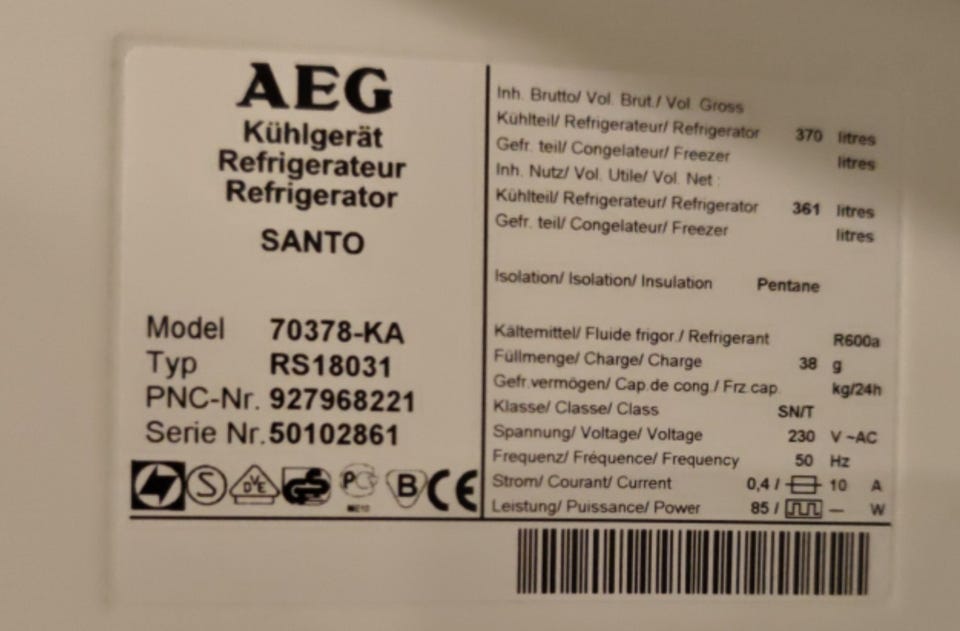 AEG
Kühlgerät
Refrigerateur
Refrigerator
SANTO
Model 70378-KA
Typ RS18031
PNC-Nr. 927968221
Serie Nr. 50102861
S DVE B CE
Inh. Brutto/ Vol. Brut./ Vol. Gross
Kühlteil/ Refrigerateur/ Refrigerator 370 litres
Gefr. teil/ Congelateur/ Freezer litres
Inh. Nutz/ Vol. Utile/ Vol. Net :
Kühlteil/ Refrigerateur/ Refrigerator 361 litres
Gefr. teil/ Congelateur/ Freezer litres
Isolation/ Isolation/ Insulation Pentane
Kältemittel/ Fluide frigor./ Refrigerant R600a
Füllmenge/ Charge/ Charge 38 g
Gefr.vermögen/ Cap.de cong./ Frz.cap. kg/24h
Klasse/ Classe/ Class SN/T
Spannung/ Voltage/ Voltage 230 V ~AC
Frequenz/ Fréquence/ Frequency 50 Hz
Strom/ Courant/ Current 0,4 / 10 A
Leistung/ Puissance/ Power 85 / — W